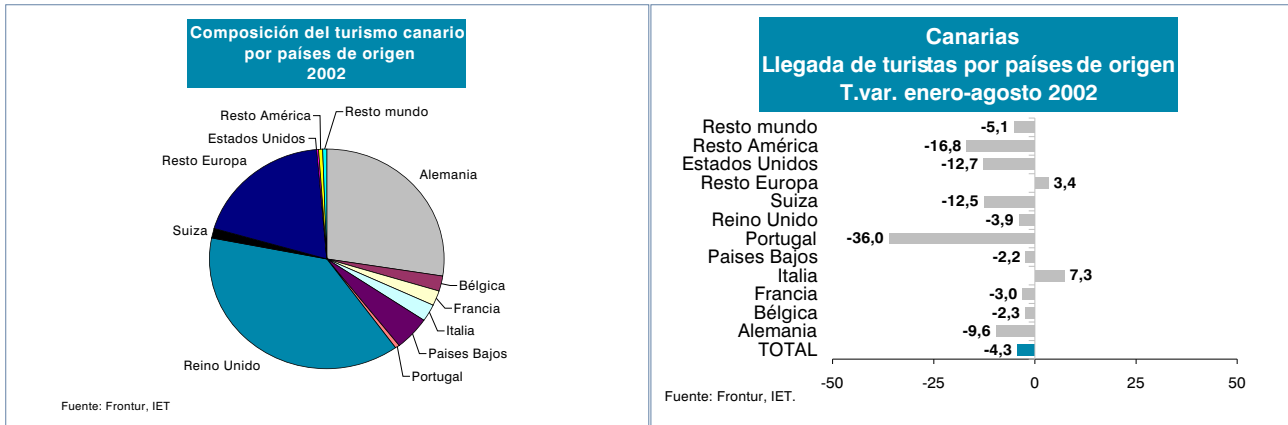 Composición del turismo canario
por países de origen
2002
Resto América
Resto mundo
Estados Unidos
Resto Europa
Alemania
Suiza
Bélgica
Francia
Italia
Paises Bajos
Reino Unido
Portugal
Fuente: Frontur, IET
Canarias
Llegada de turistas por países de origen
T.var. enero-agosto 2002
Resto mundo -5,1
Resto América -16,8
Estados Unidos -12,7
Resto Europa 3,4
Suiza -12,5
Reino Unido -3,9
Portugal -36,0
Paises Bajos -2,2
Italia 7,3
Francia -3,0
Bélgica -2,3
Alemania -9,6
TOTAL -4,3
-50 -25 0 25 50
Fuente: Frontur, IET.